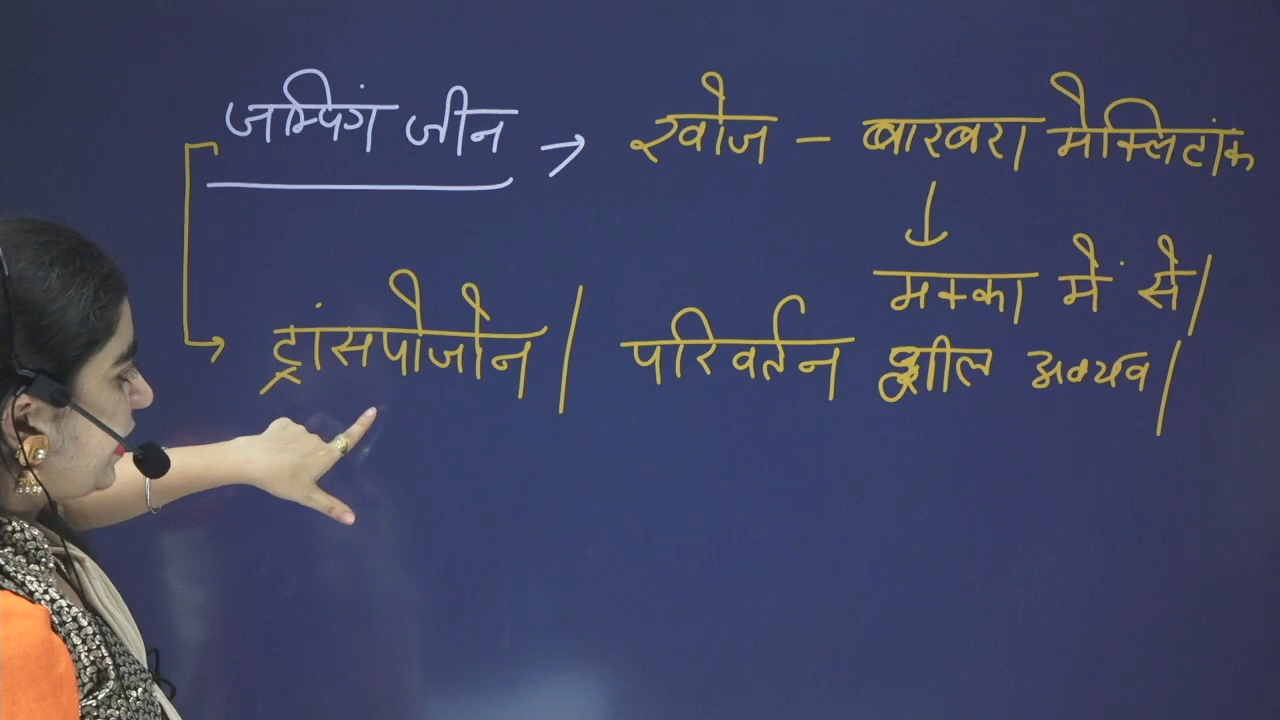 जम्पिंग जीन → खोज - बारबरा मैक्लिटांक
↓
मक्का में से|
ट्रांसपोजोन| परिवर्तन शील अवयव|